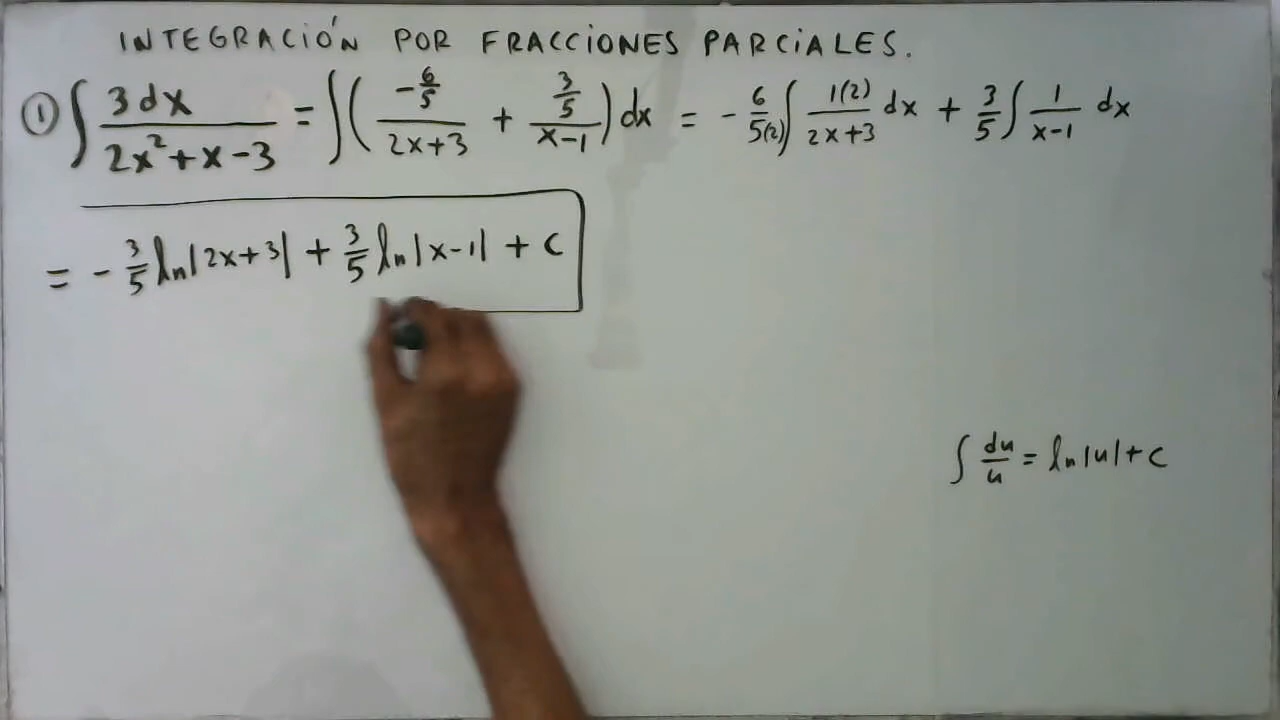 INTEGRACIÓN POR FRACCIONES PARCIALES.
① ∫ 3dx/(2x²+x-3) = ∫( (-6/5)/(2x+3) + (3/5)/(x-1) )dx = -6/5(2) ∫ 1(2)/(2x+3) dx + 3/5 ∫ 1/(x-1) dx
= -3/5 ln|2x+3| + 3/5 ln|x-1| + C
∫ du/u = ln|u|+C